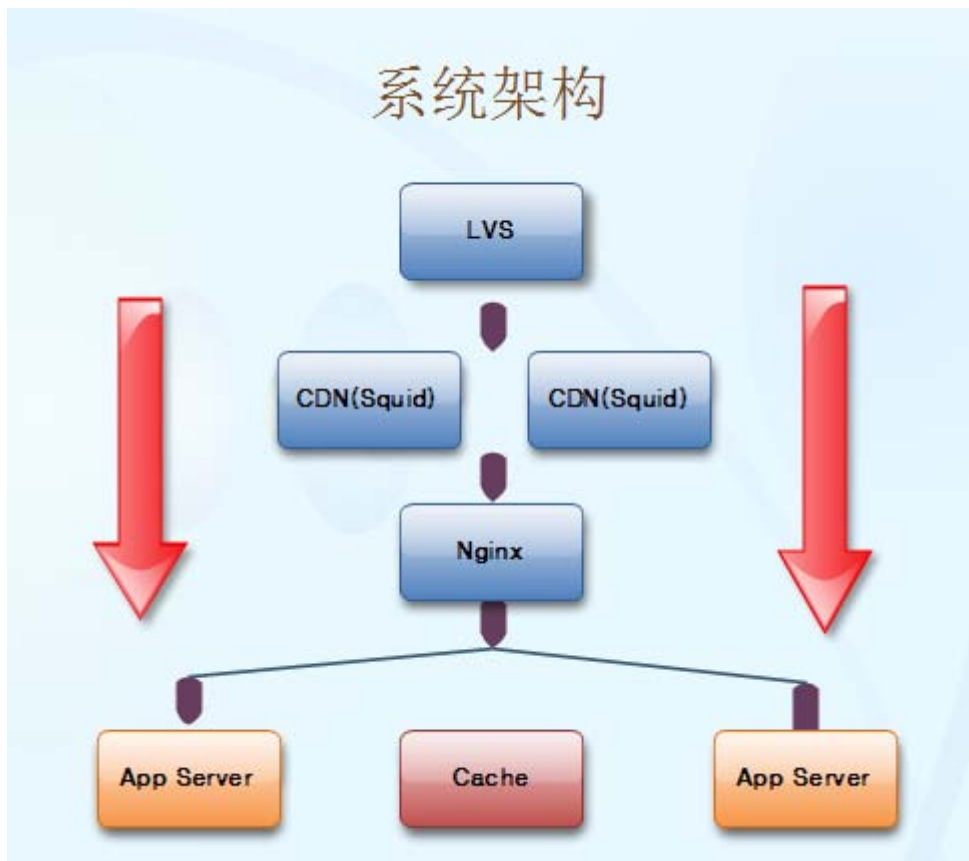 系统架构
LVS
CDN(Squid)
CDN(Squid)
Nginx
App Server
Cache
App Server